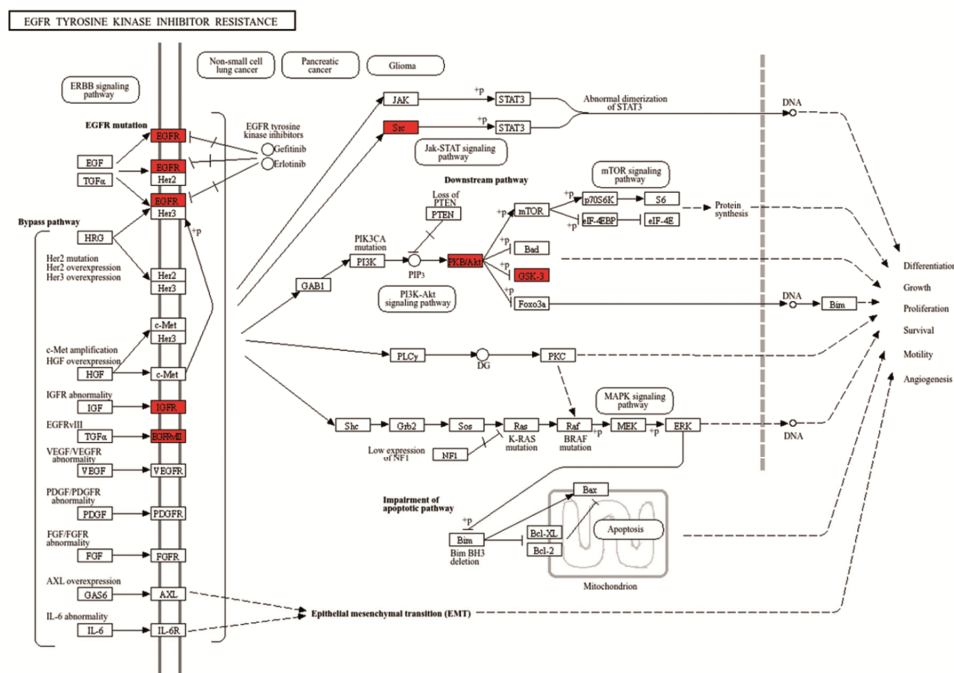 EGFR TYROSINE KINASE INHIBITOR RESISTANCE
Non-small cell
lung cancer
Pancreatic
cancer
Glioma
ERBB signaling
pathway
EGFR mutation
EGFR
EGF
TGFα
EGFR
Her2
EGFR
Her3
EGFR tyrosine
kinase inhibitors
Gefitinib
Erlotinib
Bypass pathway
HRG
+p
Her2 mutation
Her2 overexpression
Her3 overexpression
Her2
Her3
c-Met
Her3
c-Met amplification
HGF overexpression
HGF
c-Met
IGFR abnormality
IGF
IGFR
EGFRvIII
TGFα
EGFRvIII
VEGF/VEGFR
abnormality
VEGF
VEGFR
PDGF/PDGFR
abnormality
PDGF
PDGFR
FGF/FGFR
abnormality
FGF
FGFR
AXL overexpression
GAS6
AXL
IL-6 abnormality
IL-6
IL-6R
JAK
+p
STAT3
Abnormal dimerization
of STAT3
DNA
Src
+p
STAT3
Jak-STAT signaling
pathway
Downstream pathway
mTOR signaling
pathway
Loss of
PTEN
PTEN
mTOR
+p
p70S6K
S6
+p
eIF-4EBP
eIF-4E
Protein
synthesis
PIK3CA
mutation
GAB1
PI3K
PIP3
PKB/Akt
+p
+p
Bad
+p
GSK-3
+p
Foxo3a
DNA
Bim
PI3K-Akt
signaling pathway
PLCγ
DG
PKC
MAPK signaling
pathway
Shc
Grb2
Sos
Ras
Raf
+p
MEK
+p
ERK
DNA
K-RAS
mutation
BRAF
mutation
Low expression
of NF1
NF1
Impairment of
apoptotic pathway
+p
Bim
Bim BH3
deletion
Bax
Bcl-XL
Bcl-2
Apoptosis
Mitochondrion
Epithelial mesenchymal transition (EMT)
Differentiation
Growth
Proliferation
Survival
Motility
Angiogenesis